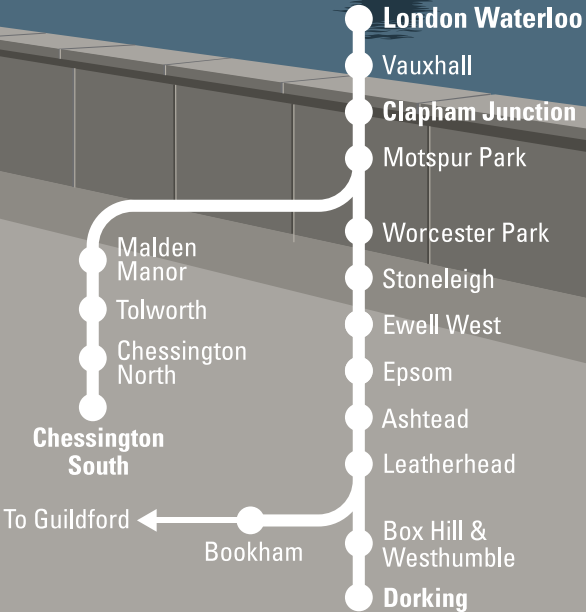 London Waterloo
Vauxhall
Clapham Junction
Motspur Park
Worcester Park
Stoneleigh
Ewell West
Epsom
Ashtead
Leatherhead
Box Hill &
Westhumble
Dorking
Malden
Manor
Tolworth
Chessington
North
Chessington
South
To Guildford
Bookham